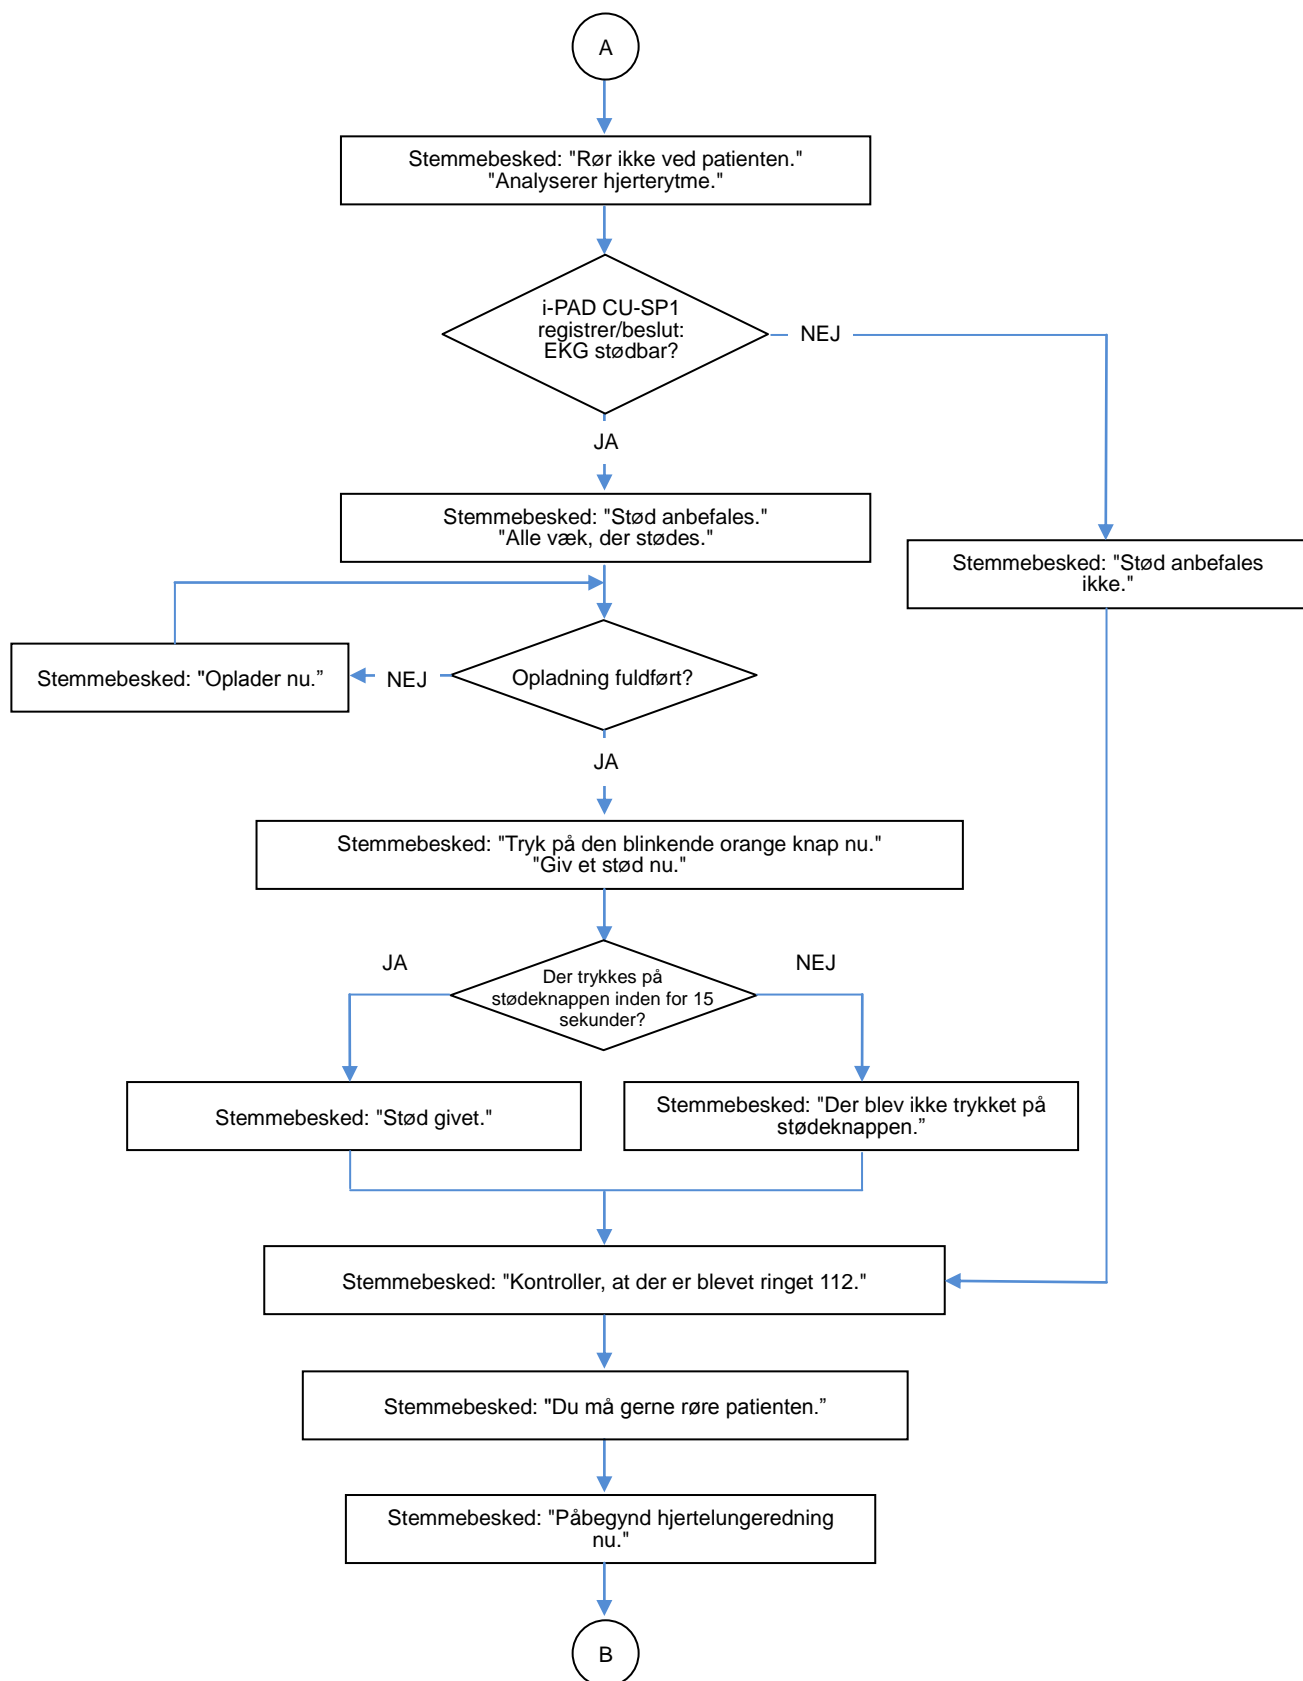 A
Stemmebesked: "Rør ikke ved patienten."
"Analyserer hjerterytme."
i-PAD CU-SP1
registrer/beslut:
EKG stødbar?
NEJ
JA
Stemmebesked: "Stød anbefales."
"Alle væk, der stødes."
Stemmebesked: "Stød anbefales
ikke."
Stemmebesked: "Oplader nu.”
NEJ
Opladning fuldført?
JA
Stemmebesked: "Tryk på den blinkende orange knap nu."
"Giv et stød nu."
JA
NEJ
Der trykkes på
stødeknappen inden for 15
sekunder?
Stemmebesked: "Stød givet."
Stemmebesked: "Der blev ikke trykket på
stødeknappen.”
Stemmebesked: "Kontroller, at der er blevet ringet 112."
Stemmebesked: "Du må gerne røre patienten.”
Stemmebesked: "Påbegynd hjertelungeredning
nu."
B